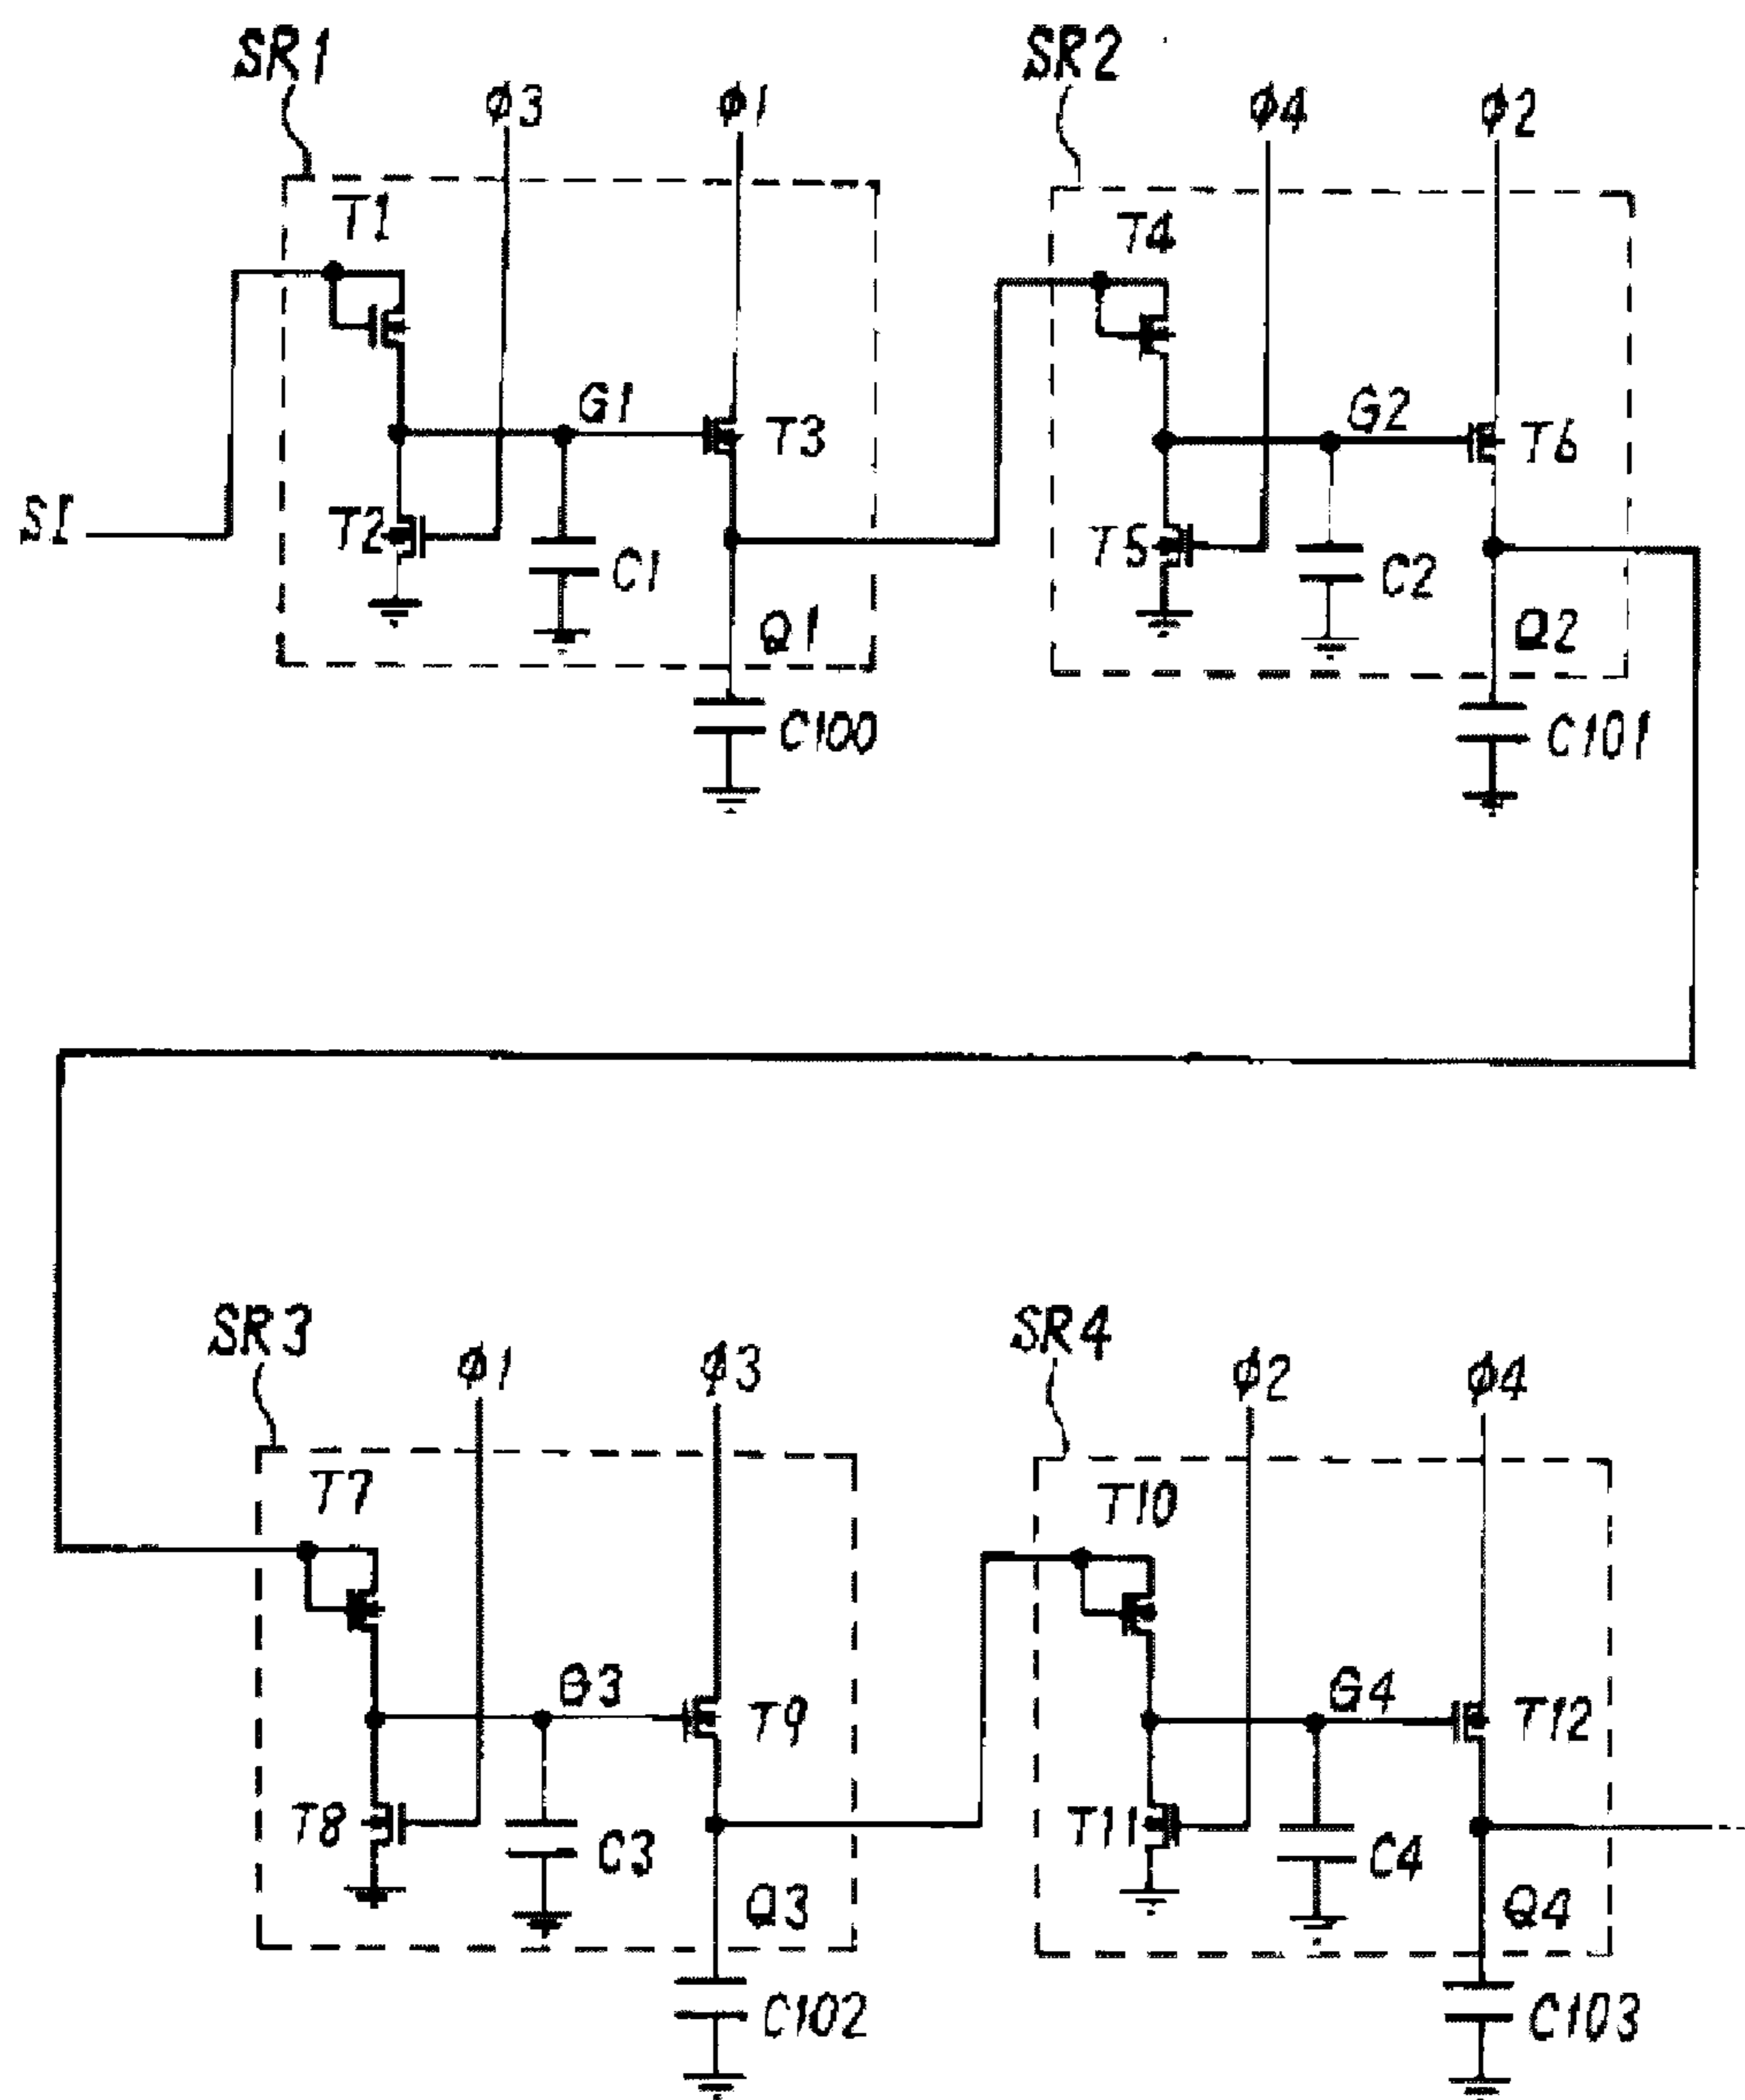 SR1
SR2
φ3
φ1
φ4
φ2
T1
T4
G1
T3
G2
T6
SI
T2
C1
T5
C2
Q1
Q2
C100
C101
SR3
SR4
φ1
φ3
φ2
φ4
T7
T10
G3
T9
G4
T12
T8
C3
T11
C4
Q3
Q4
C102
C103